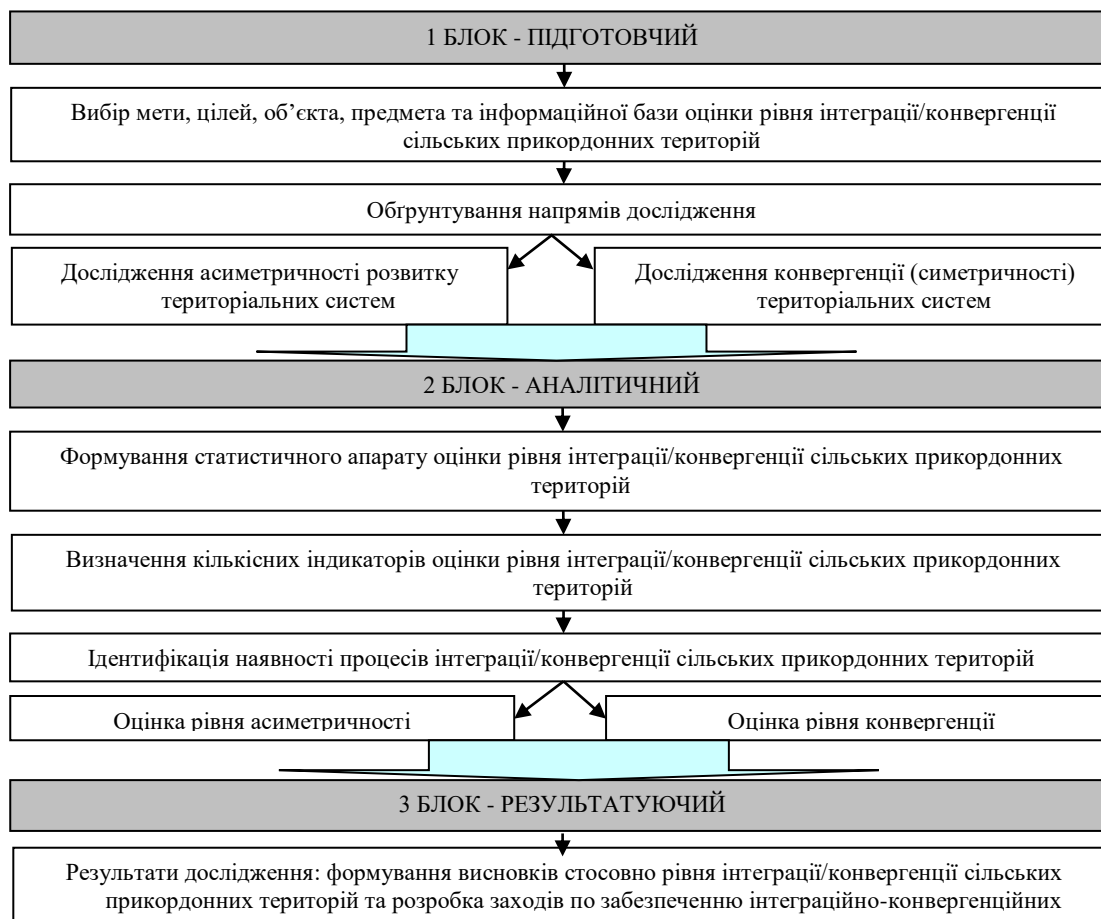 1 БЛОК - ПІДГОТОВЧИЙ
Вибір мети, цілей, об’єкта, предмета та інформаційної бази оцінки рівня інтеграції/конвергенції
сільських прикордонних територій
Обґрунтування напрямів дослідження
Дослідження асиметричності розвитку
територіальних систем
Дослідження конвергенції (симетричності)
територіальних систем
2 БЛОК - АНАЛІТИЧНИЙ
Формування статистичного апарату оцінки рівня інтеграції/конвергенції сільських прикордонних
територій
Визначення кількісних індикаторів оцінки рівня інтеграції/конвергенції сільських прикордонних
територій
Ідентифікація наявності процесів інтеграції/конвергенції сільських прикордонних територій
Оцінка рівня асиметричності
Оцінка рівня конвергенції
3 БЛОК - РЕЗУЛЬТАТУЮЧИЙ
Результати дослідження: формування висновків стосовно рівня інтеграції/конвергенції сільських
прикордонних територій та розробка заходів по забезпеченню інтеграційно-конвергенційних